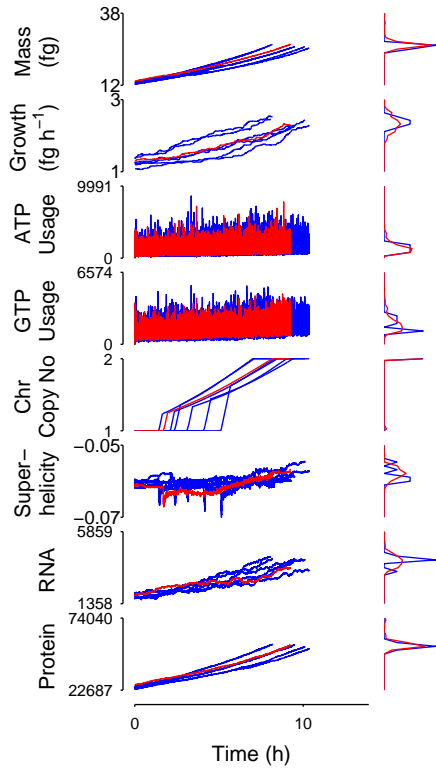 38
Mass
(fg)
12
3
Growth
(fg h⁻¹)
1
9991
ATP
Usage
0
6574
GTP
Usage
0
2
Chr
Copy No
1
−0.05
Super−
helicity
−0.07
5859
RNA
1358
74040
Protein
22687
0 10
Time (h)